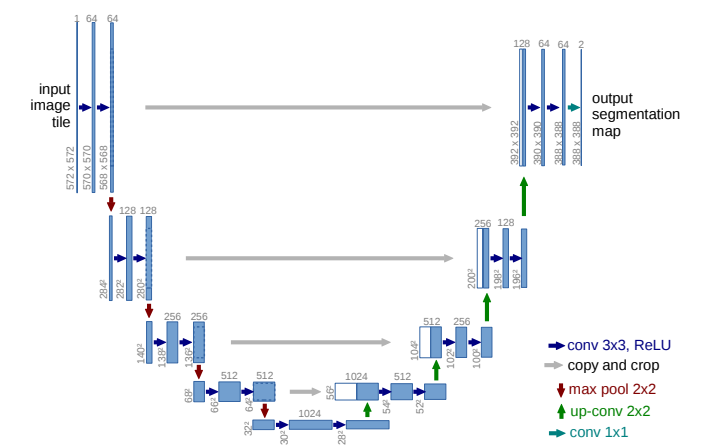 1 64 64
input
image
tile
572 x 572
570 x 570
568 x 568
128 64 64 2
392 x 392
390 x 390
388 x 388
388 x 388
output
segmentation
map
128 128
284²
282²
280²
256 128
200²
198²
196²
256 256
140²
138²
136²
512 256
104²
102²
100²
512 512
68²
66²
64²
1024 512
56²
54²
52²
1024
32²
30²
28²
conv 3x3, ReLU
copy and crop
max pool 2x2
up-conv 2x2
conv 1x1